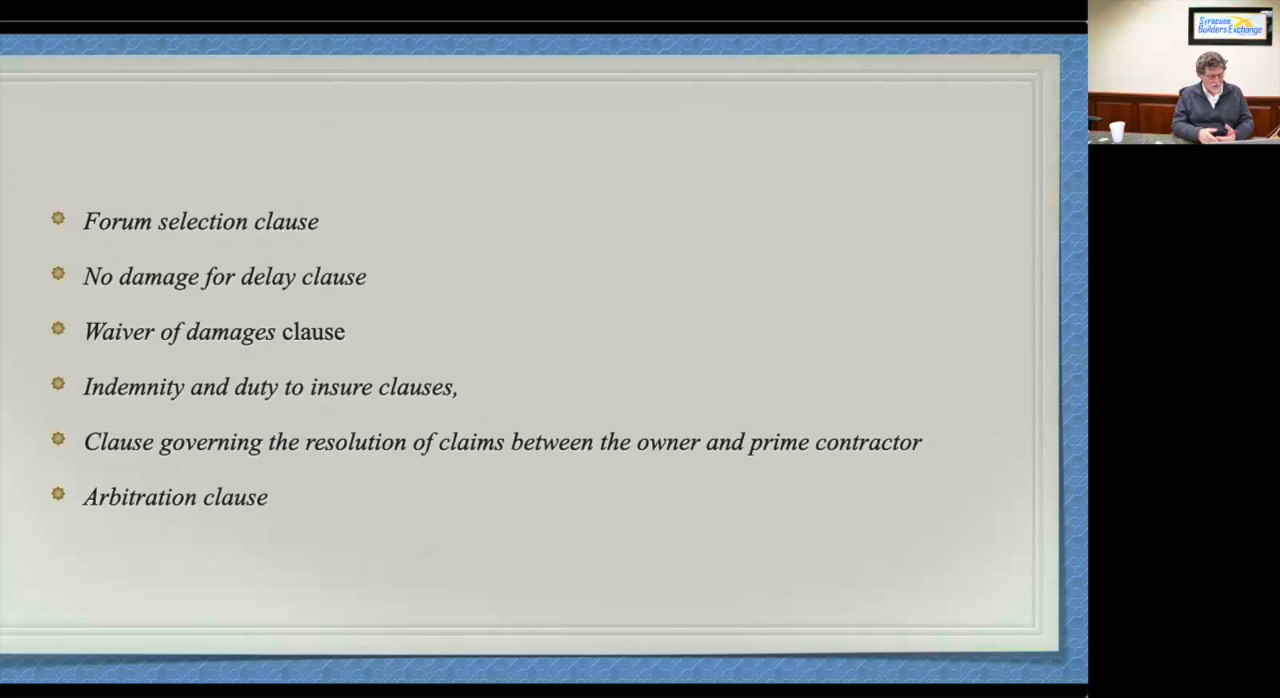 Syracuse
Builders Exchange
Forum selection clause
No damage for delay clause
Waiver of damages clause
Indemnity and duty to insure clauses,
Clause governing the resolution of claims between the owner and prime contractor
Arbitration clause